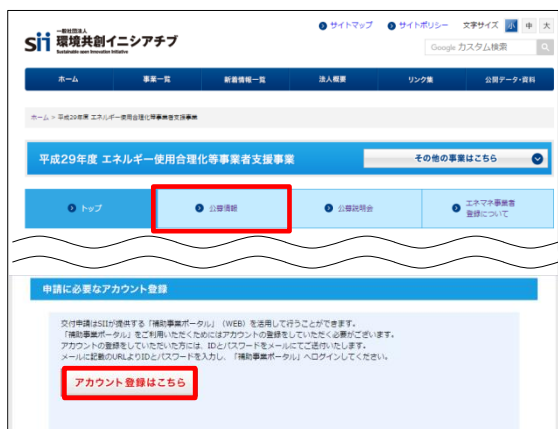 サイトマップ サイトポリシー 文字サイズ 小 中 大
一般社団法人
Sii 環境共創イニシアチブ
Sustainable open Innovation Initiative
Google カスタム検索
ホーム 事業一覧 新着情報一覧 法人概要 リンク集 公開データ・資料
ホーム > 平成29年度 エネルギー使用合理化等事業者支援事業
平成29年度 エネルギー使用合理化等事業者支援事業 その他の事業はこちら
トップ 公募情報 公募説明会 エネマネ事業者
登録について
申請に必要なアカウント登録
交付申請はSIIが提供する「補助事業ポータル」（WEB）を活用して行うことができます。
「補助事業ポータル」をご利用いただくためにはアカウントの登録をしていただく必要がございます。
アカウントの登録をしていただいた方には、IDとパスワードをメールにてご送付いたします。
メールに記載のURLよりIDとパスワードを入力し、「補助事業ポータル」へログインしてください。
アカウント登録はこちら